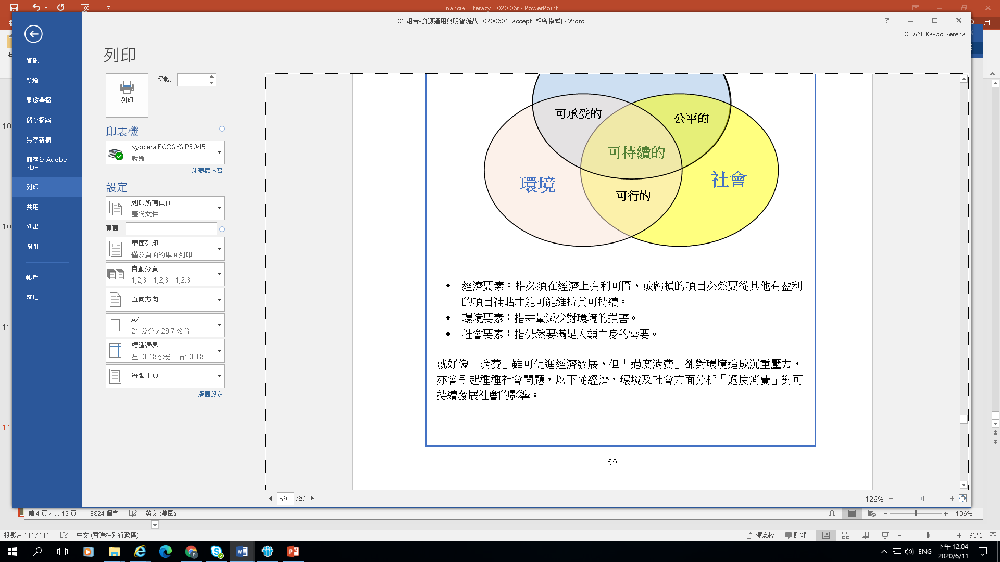 Financial Literacy_2020.06r - PowerPoint
01 組合-資源運用與明智消費 20200604r accept [相容模式] - Word
共用
CHAN, Ka-po Serena
列印
資訊
新增
開啟舊檔
儲存檔案
另存新檔
儲存為 Adobe
PDF
列印
共用
匯出
關閉
帳戶
選項
列印
份數:
1
印表機
Kyocera ECOSYS P3045...
就緒
印表機內容
設定
列印所有頁面
整份文件
頁面:
單面列印
僅於頁面的單面列印
自動分頁
1,2,3 1,2,3 1,2,3
直向方向
A4
21 公分 x 29.7 公分
標準邊界
左: 3.18 公分 右: 3.18...
每張 1 頁
版面設定
可承受的
公平的
可持續的
環境
社會
可行的
• 經濟要素：指必須在經濟上有利可圖，或虧損的項目必然要從其他有盈利
的項目補貼才能可能維持其可持續。
• 環境要素：指盡量減少對環境的損害。
• 社會要素：指仍然要滿足人類自身的需要。
就好像「消費」雖可促進經濟發展，但「過度消費」卻對環境造成沉重壓力，
亦會引起種種社會問題，以下從經濟、環境及社會方面分析「過度消費」對可
持續發展社會的影響。
59
59 /69
126%
第 4 頁，共 15 頁 3824 個字 英文 (美國)
106%
投影片 111 / 111 中文 (香港特別行政區)
備忘稿 註解
93%
ENG
下午 12:04
2020/6/11